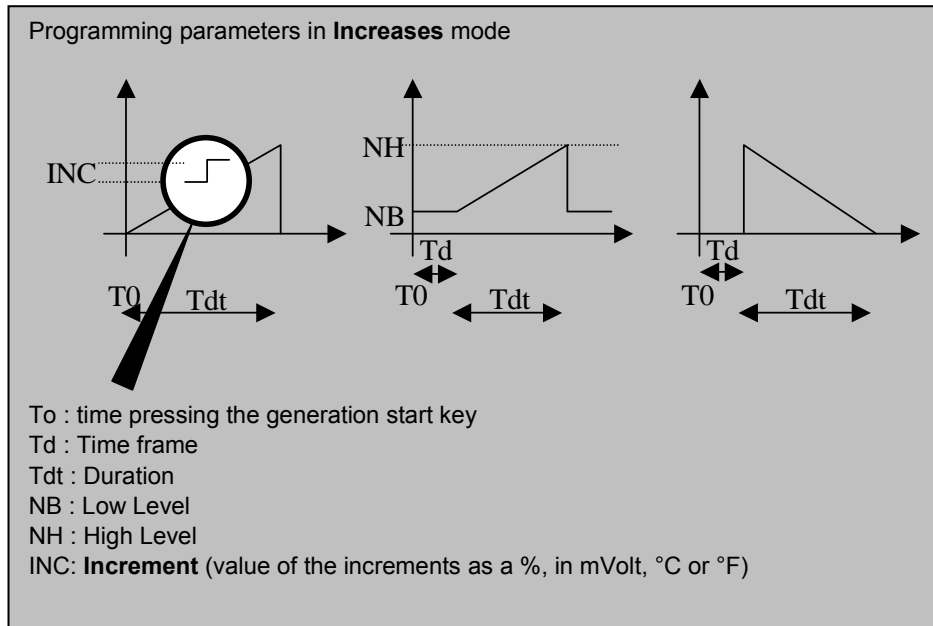 Programming parameters in Increases mode
INC
T0 Tdt
NH
NB
Td
T0 Tdt
Td
T0 Tdt
To : time pressing the generation start key
Td : Time frame
Tdt : Duration
NB : Low Level
NH : High Level
INC: Increment (value of the increments as a %, in mVolt, °C or °F)